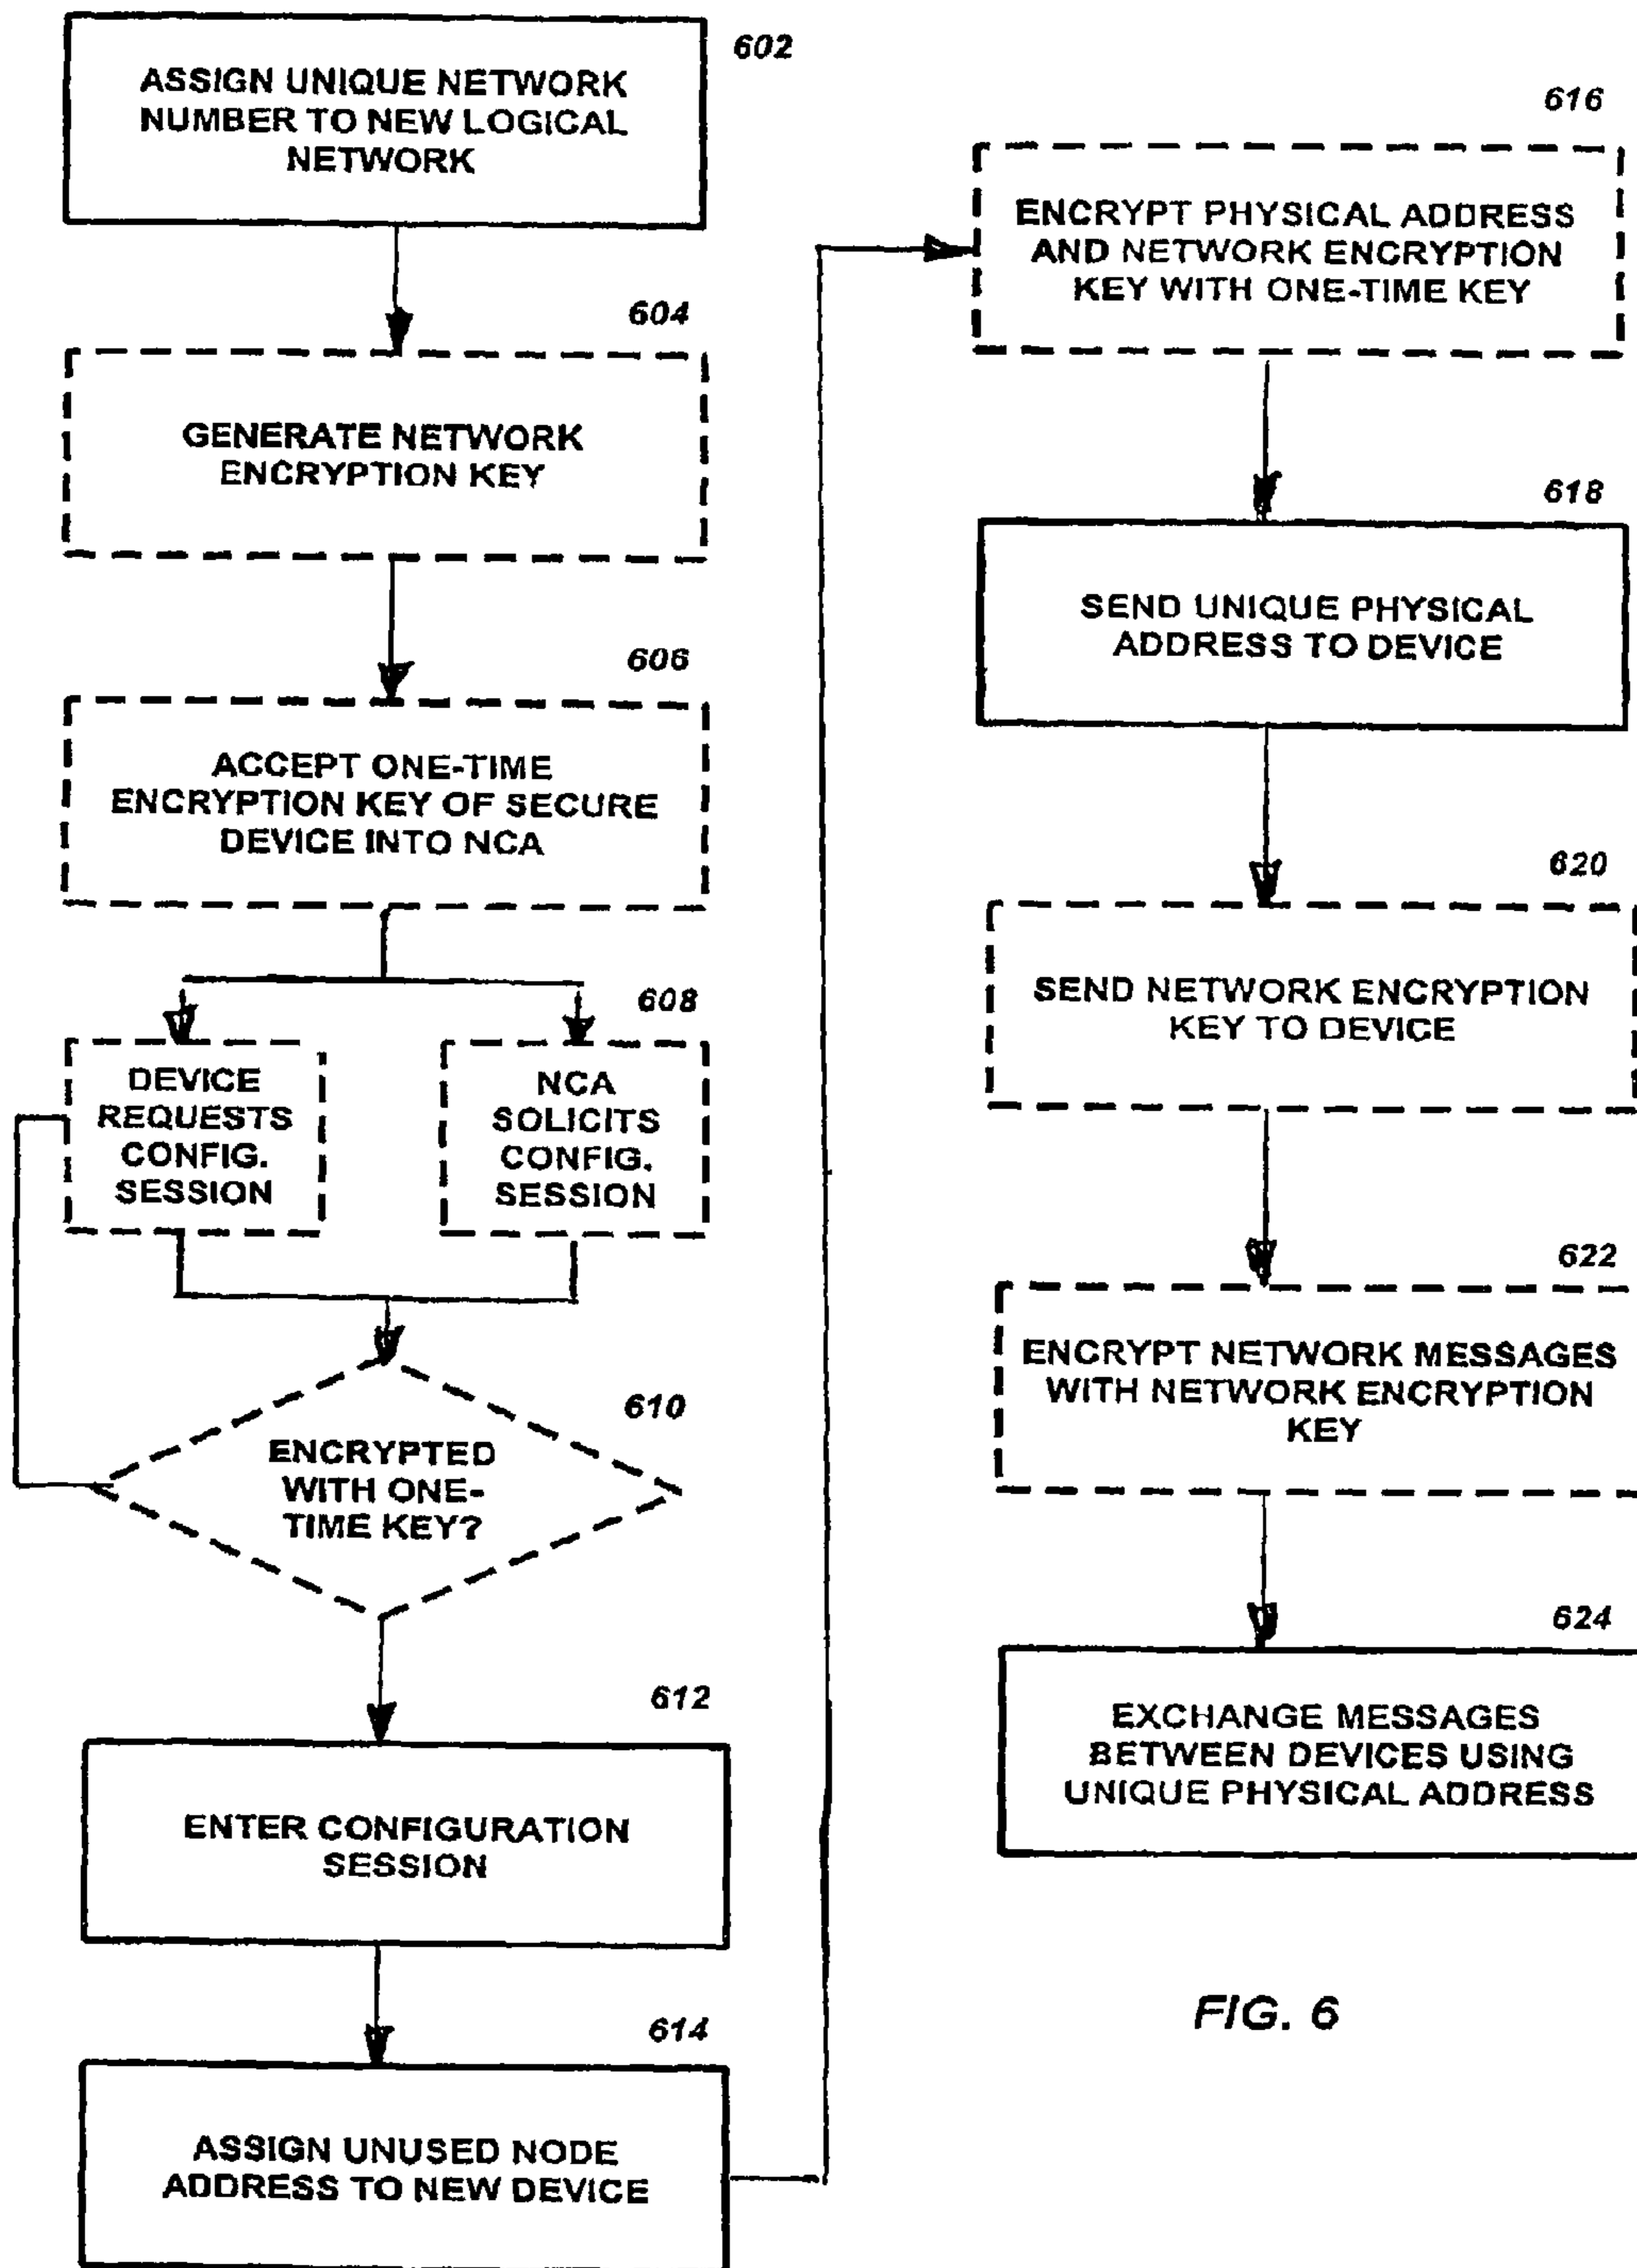 602
ASSIGN UNIQUE NETWORK
NUMBER TO NEW LOGICAL
NETWORK
604
GENERATE NETWORK
ENCRYPTION KEY
606
ACCEPT ONE-TIME
ENCRYPTION KEY OF SECURE
DEVICE INTO NCA
608
DEVICE
REQUESTS
CONFIG.
SESSION
NCA
SOLICITS
CONFIG.
SESSION
610
ENCRYPTED
WITH ONE-
TIME KEY?
612
ENTER CONFIGURATION
SESSION
614
ASSIGN UNUSED NODE
ADDRESS TO NEW DEVICE
616
ENCRYPT PHYSICAL ADDRESS
AND NETWORK ENCRYPTION
KEY WITH ONE-TIME KEY
618
SEND UNIQUE PHYSICAL
ADDRESS TO DEVICE
620
SEND NETWORK ENCRYPTION
KEY TO DEVICE
622
ENCRYPT NETWORK MESSAGES
WITH NETWORK ENCRYPTION
KEY
624
EXCHANGE MESSAGES
BETWEEN DEVICES USING
UNIQUE PHYSICAL ADDRESS
FIG. 6